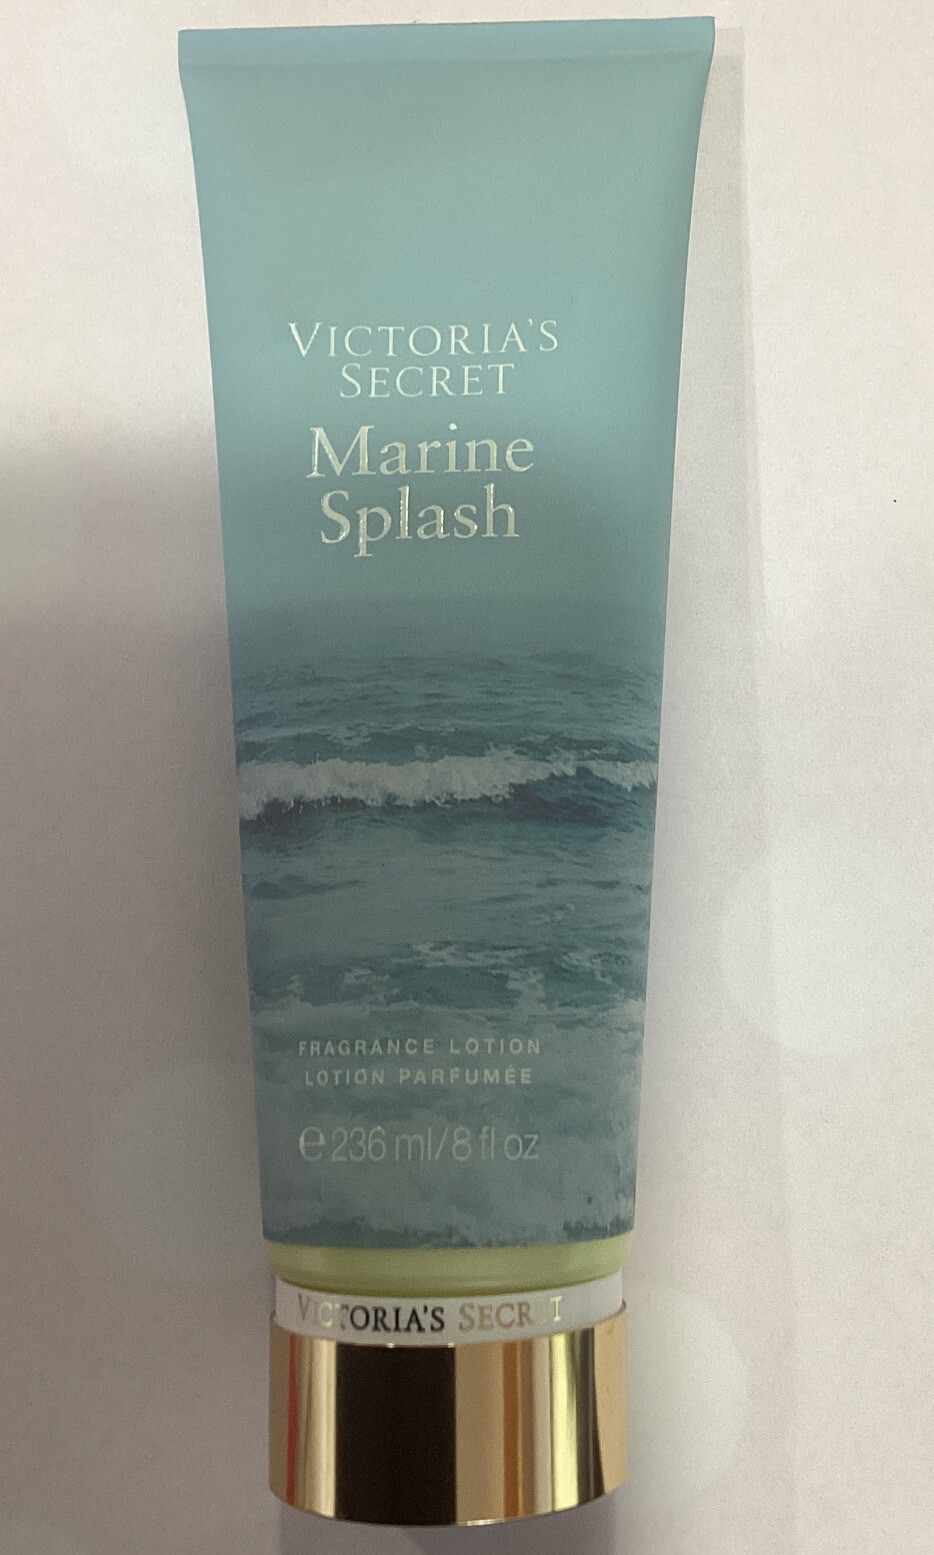 VICTORIA'S
SECRET
Marine
Splash
FRAGRANCE LOTION
LOTION PARFUMÉE
℮ 236 ml/8 fl oz
VICTORIA'S SECRET